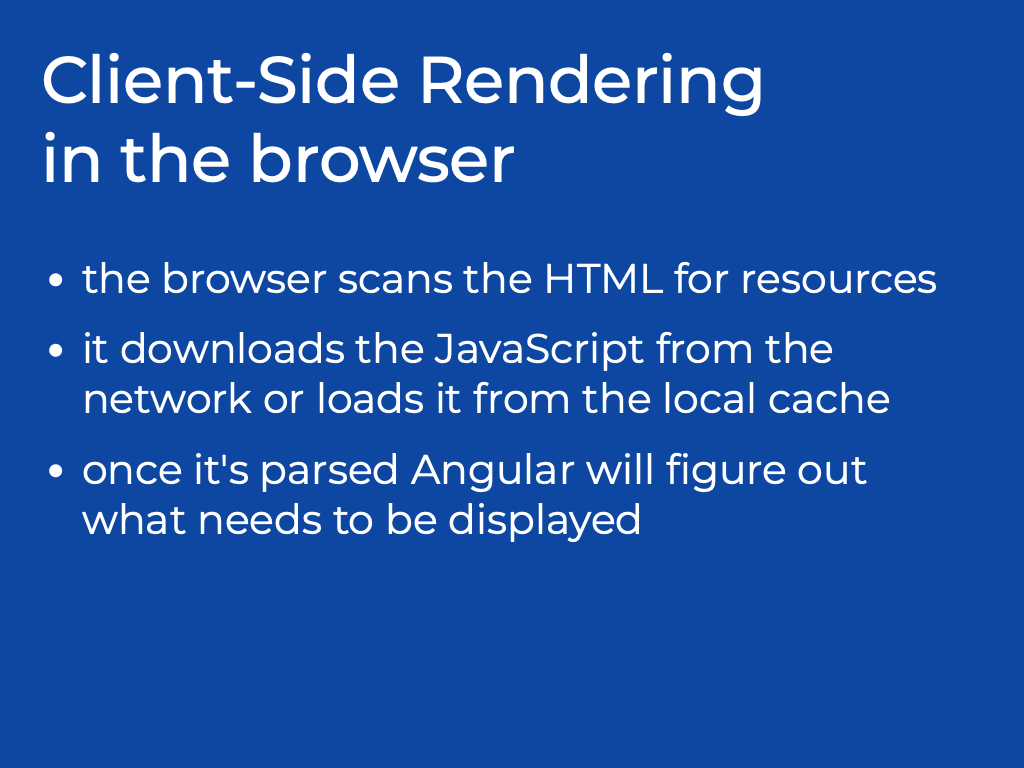 Client-Side Rendering
in the browser
• the browser scans the HTML for resources
• it downloads the JavaScript from the
network or loads it from the local cache
• once it's parsed Angular will figure out
what needs to be displayed